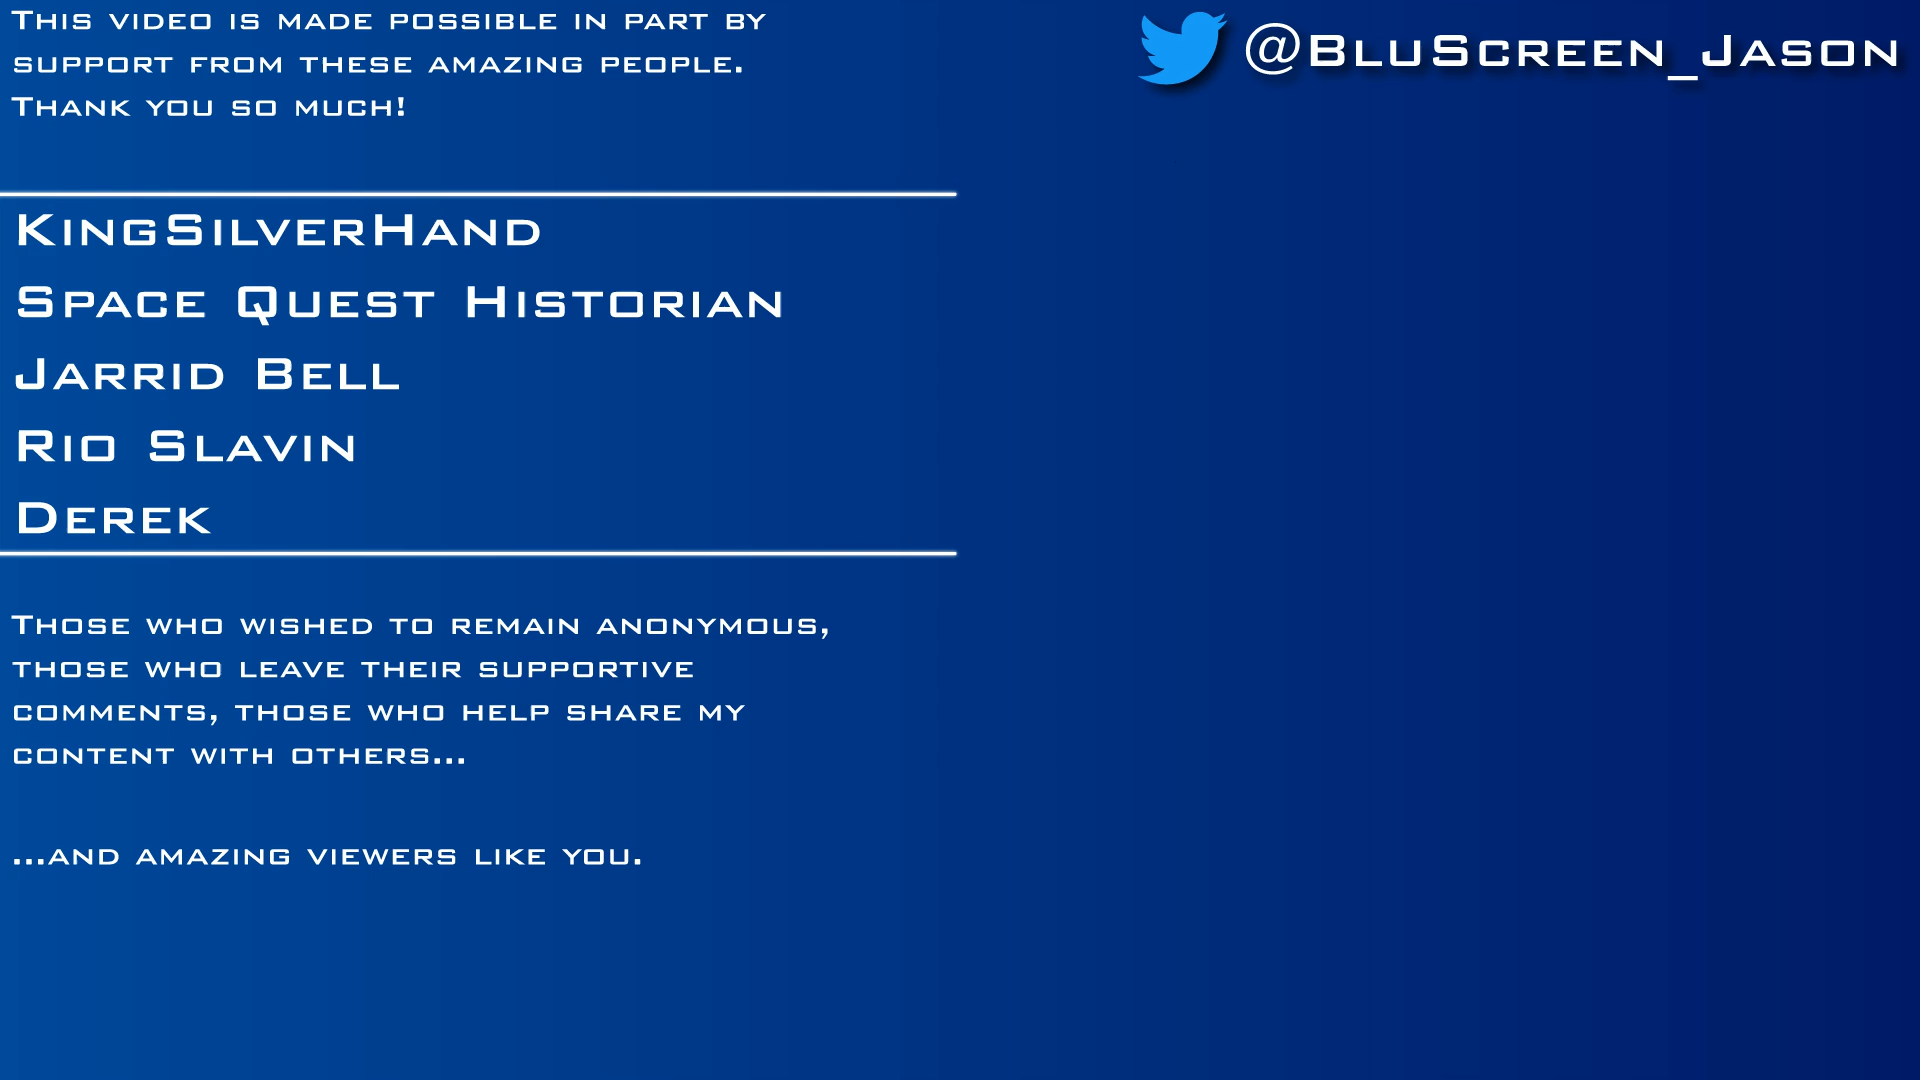 This video is made possible in part by
support from these amazing people.
Thank you so much!
@BluScreen_Jason
KingSilverHand
Space Quest Historian
Jarrid Bell
Rio Slavin
Derek
Those who wished to remain anonymous,
those who leave their supportive
comments, those who help share my
content with others...
...and amazing viewers like you.